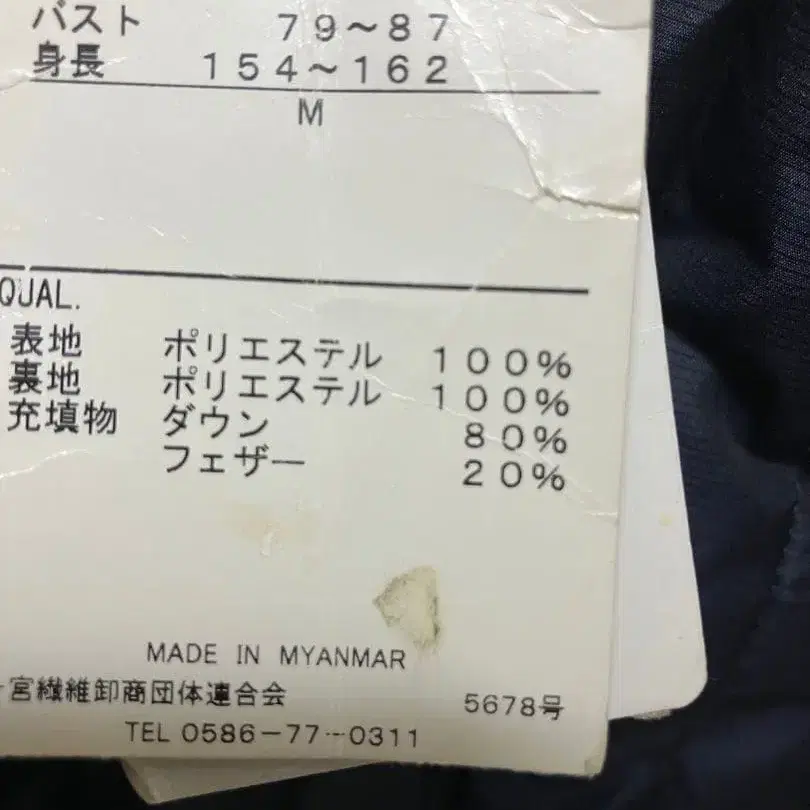 バスト 79~87
身長 154~162
M
QUAL.
表地 ポリエステル 100%
裏地 ポリエステル 100%
充填物 ダウン 80%
フェザー 20%
MADE IN MYANMAR
宮繊維卸商団体連合会 5678号
TEL 0586-77-0311